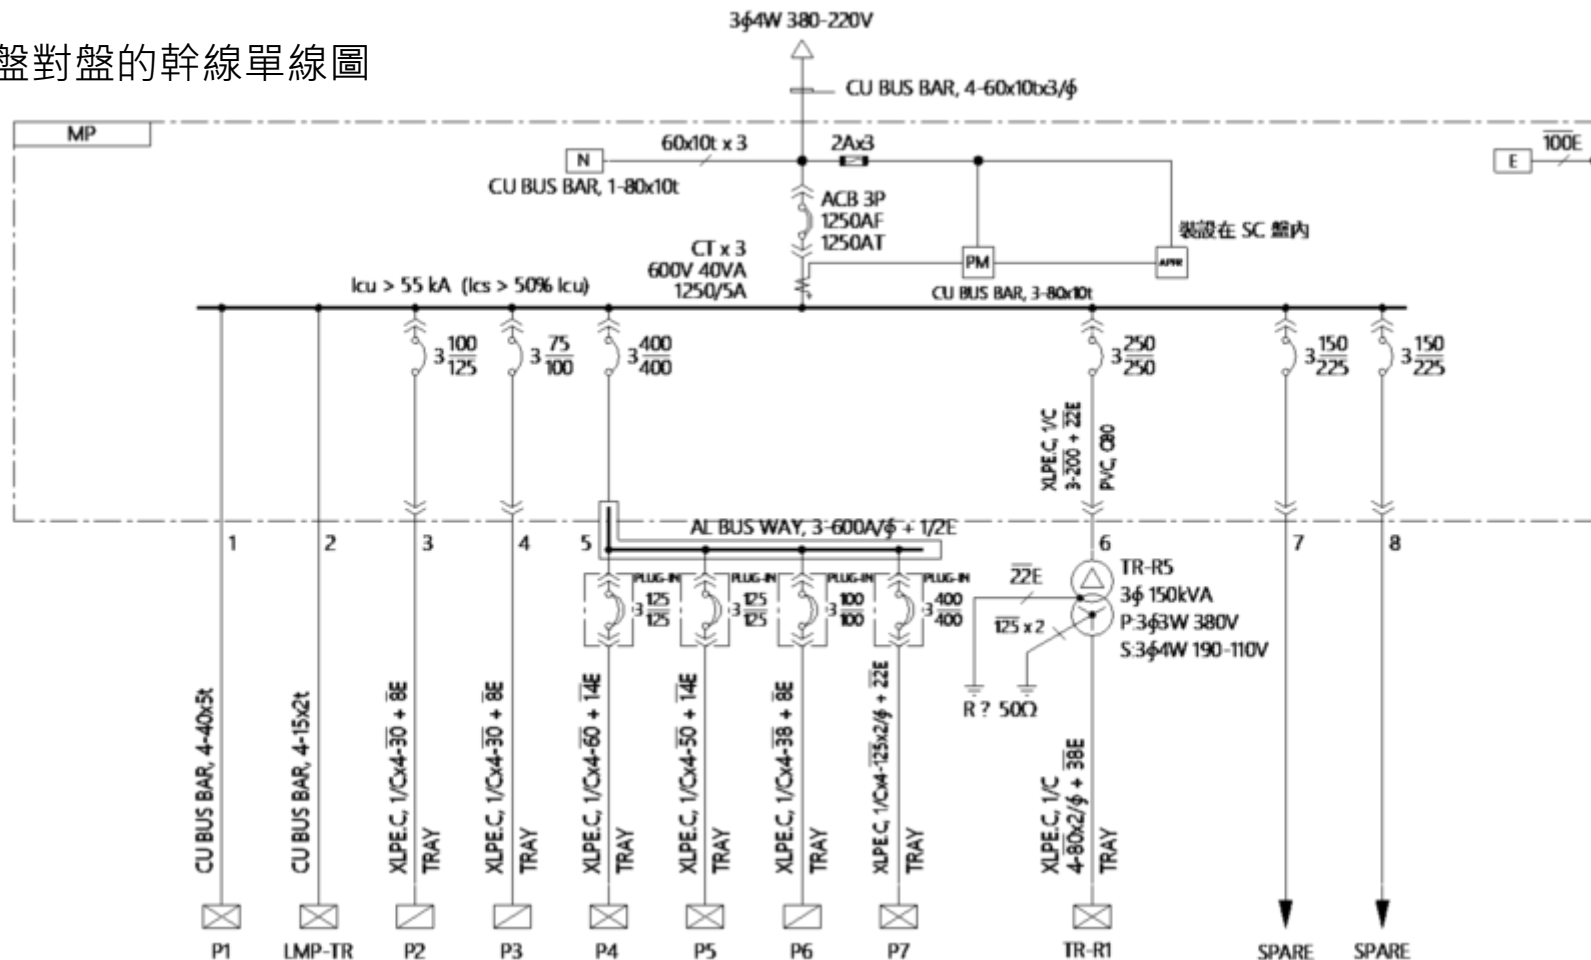 3∮4W 380-220V
盤對盤的幹線單線圖
CU BUS BAR, 4-60x10tx3/∮
MP
60x10t x 3
2Ax3
100E
N
E
CU BUS BAR, 1-80x10t
ACB 3P
1250AF
1250AT
裝設在 SC 盤內
CT x 3
600V 40VA
1250/5A
PM
APFR
Icu > 55 kA (Ics > 50% Icu)
CU BUS BAR, 3-80x10t
3 100/125
3 75/100
3 400/400
3 250/250
3 150/225
3 150/225
XLPE.C, 1/C
3-200 + 22E
PVC, C80
AL BUS WAY, 3-600A/∮ + 1/2E
1
2
3
4
5
6
7
8
PLUG-IN
PLUG-IN
PLUG-IN
PLUG-IN
3 125/125
3 125/125
3 100/100
3 400/400
22E
125 x 2
TR-R5
3∮ 150kVA
P:3∮3W 380V
S:3∮4W 190-110V
R ? 50Ω
CU BUS BAR, 4-40x5t
CU BUS BAR, 4-15x2t
XLPE.C, 1/Cx4-30 + 8E
TRAY
XLPE.C, 1/Cx4-30 + 8E
TRAY
XLPE.C, 1/Cx4-60 + 14E
TRAY
XLPE.C, 1/Cx4-50 + 14E
TRAY
XLPE.C, 1/Cx4-38 + 8E
TRAY
XLPE.C, 1/Cx4-125x2/∮ + 22E
TRAY
XLPE.C, 1/C
4-80x2/∮ + 38E
TRAY
P1
LMP-TR
P2
P3
P4
P5
P6
P7
TR-R1
SPARE
SPARE